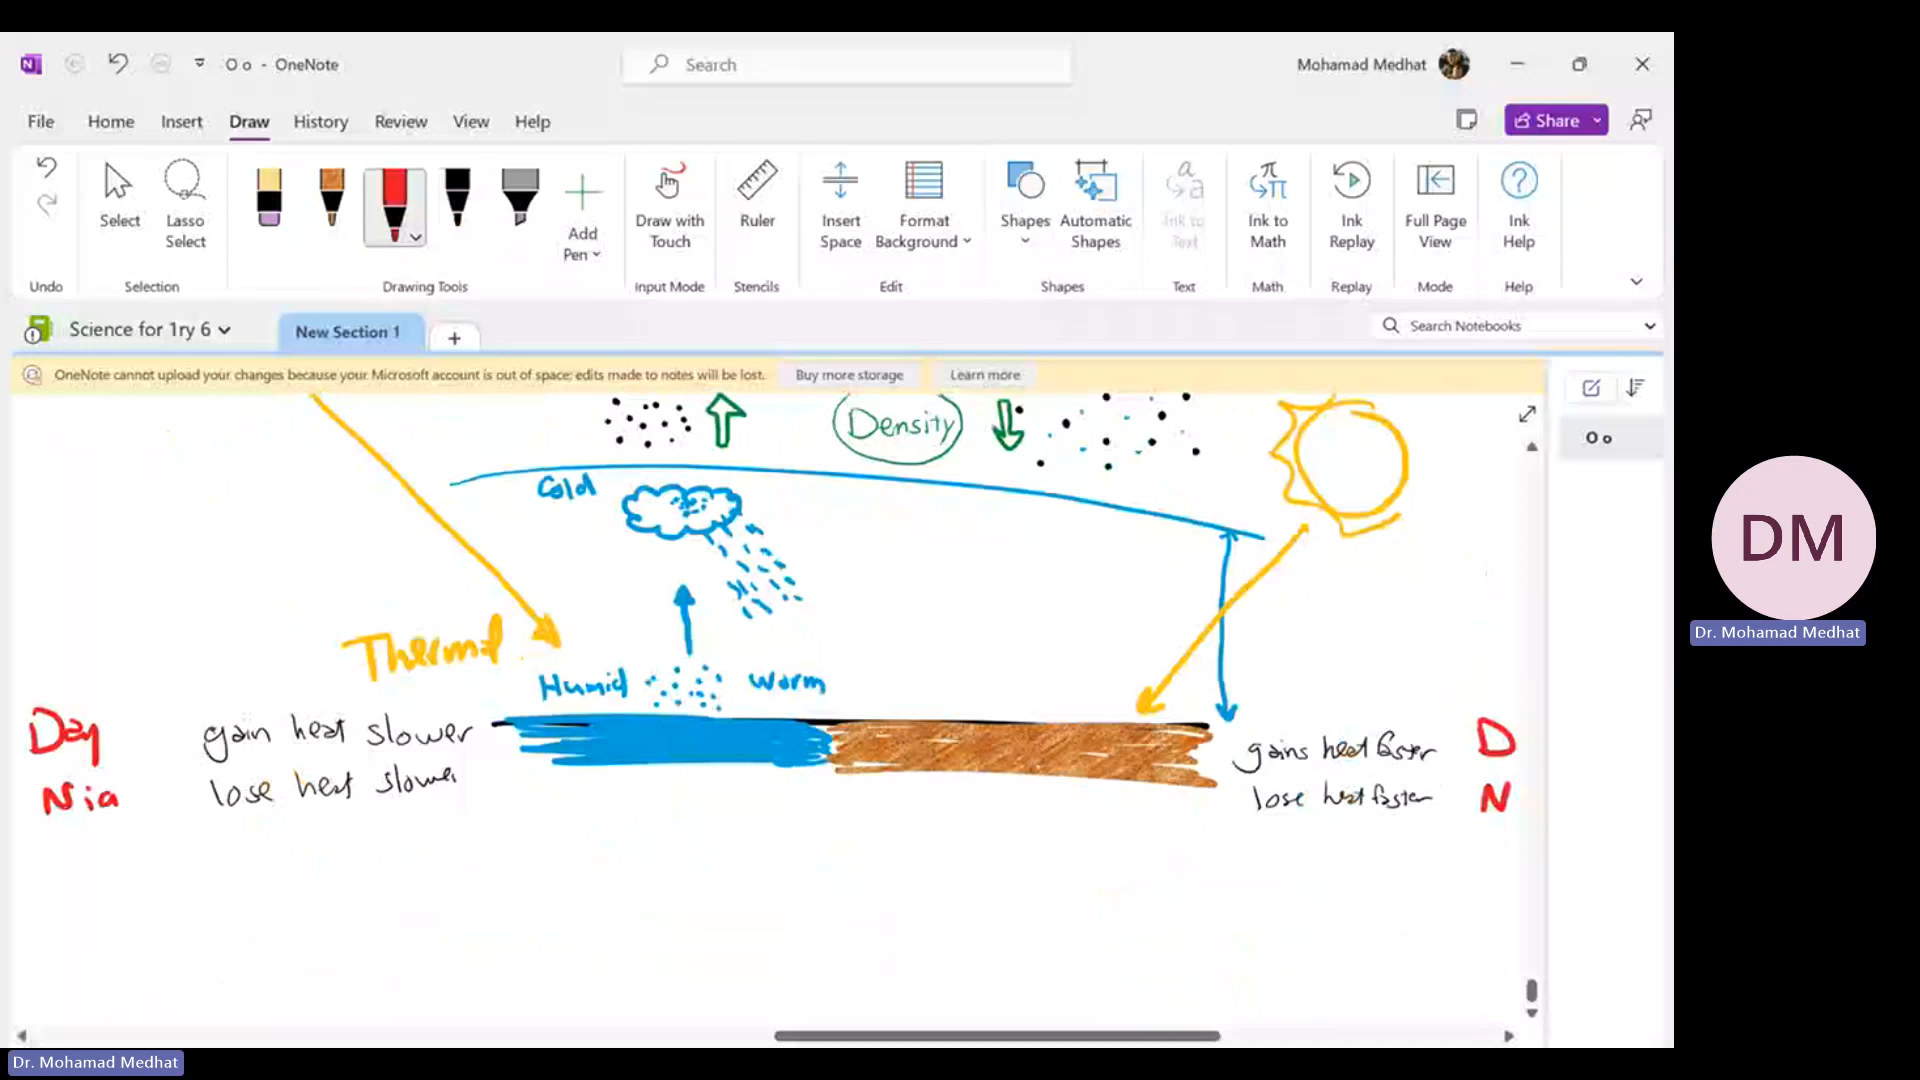 O o - OneNote
Search
Mohamad Medhat
File Home Insert Draw History Review View Help
Share
Select
Lasso Select
Add Pen
Draw with Touch
Ruler
Insert Space
Format Background
Shapes
Automatic Shapes
Ink to Text
Ink to Math
Ink Replay
Full Page View
Ink Help
Undo Selection Drawing Tools Input Mode Stencils Edit Shapes Text Math Replay Mode Help
Science for 1ry 6
New Section 1
Search Notebooks
OneNote cannot upload your changes because your Microsoft account is out of space; edits made to notes will be lost.
Buy more storage
Learn more
O o
Density
Cold
Thermal
Humid
Worm
Day
gain heat slower
gains heat faster
D
Nia
lose heat slower
lose heat faster
N
DM
Dr. Mohamad Medhat
Dr. Mohamad Medhat